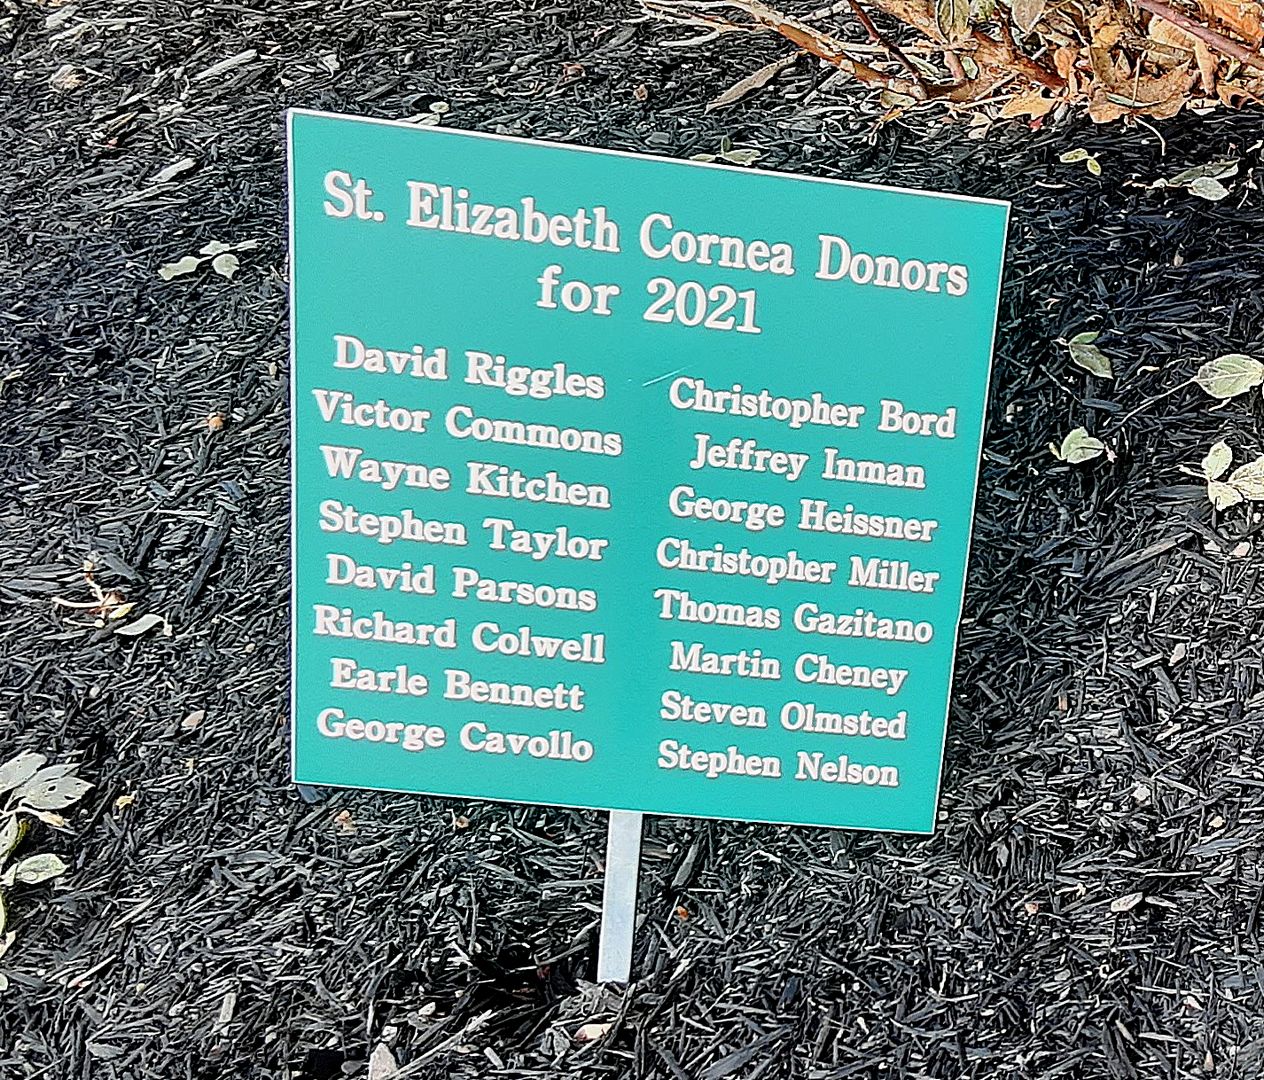 St. Elizabeth Cornea Donors
for 2021
David Riggles
Victor Commons
Wayne Kitchen
Stephen Taylor
David Parsons
Richard Colwell
Earle Bennett
George Cavollo
Christopher Bord
Jeffrey Inman
George Heissner
Christopher Miller
Thomas Gazitano
Martin Cheney
Steven Olmsted
Stephen Nelson